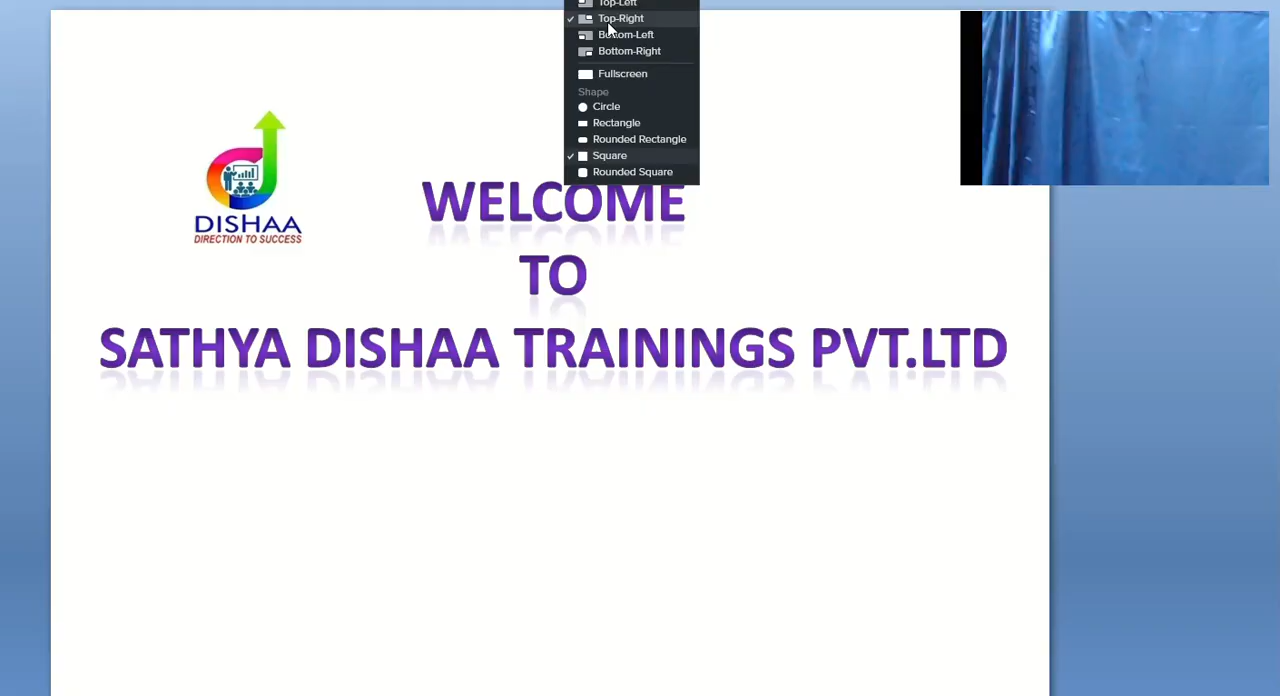 Top-Left
Top-Right
Bottom-Left
Bottom-Right
Fullscreen
Shape
Circle
Rectangle
Rounded Rectangle
Square
Rounded Square
DISHAA
DIRECTION TO SUCCESS
WELCOME
TO
SATHYA DISHAA TRAININGS PVT.LTD